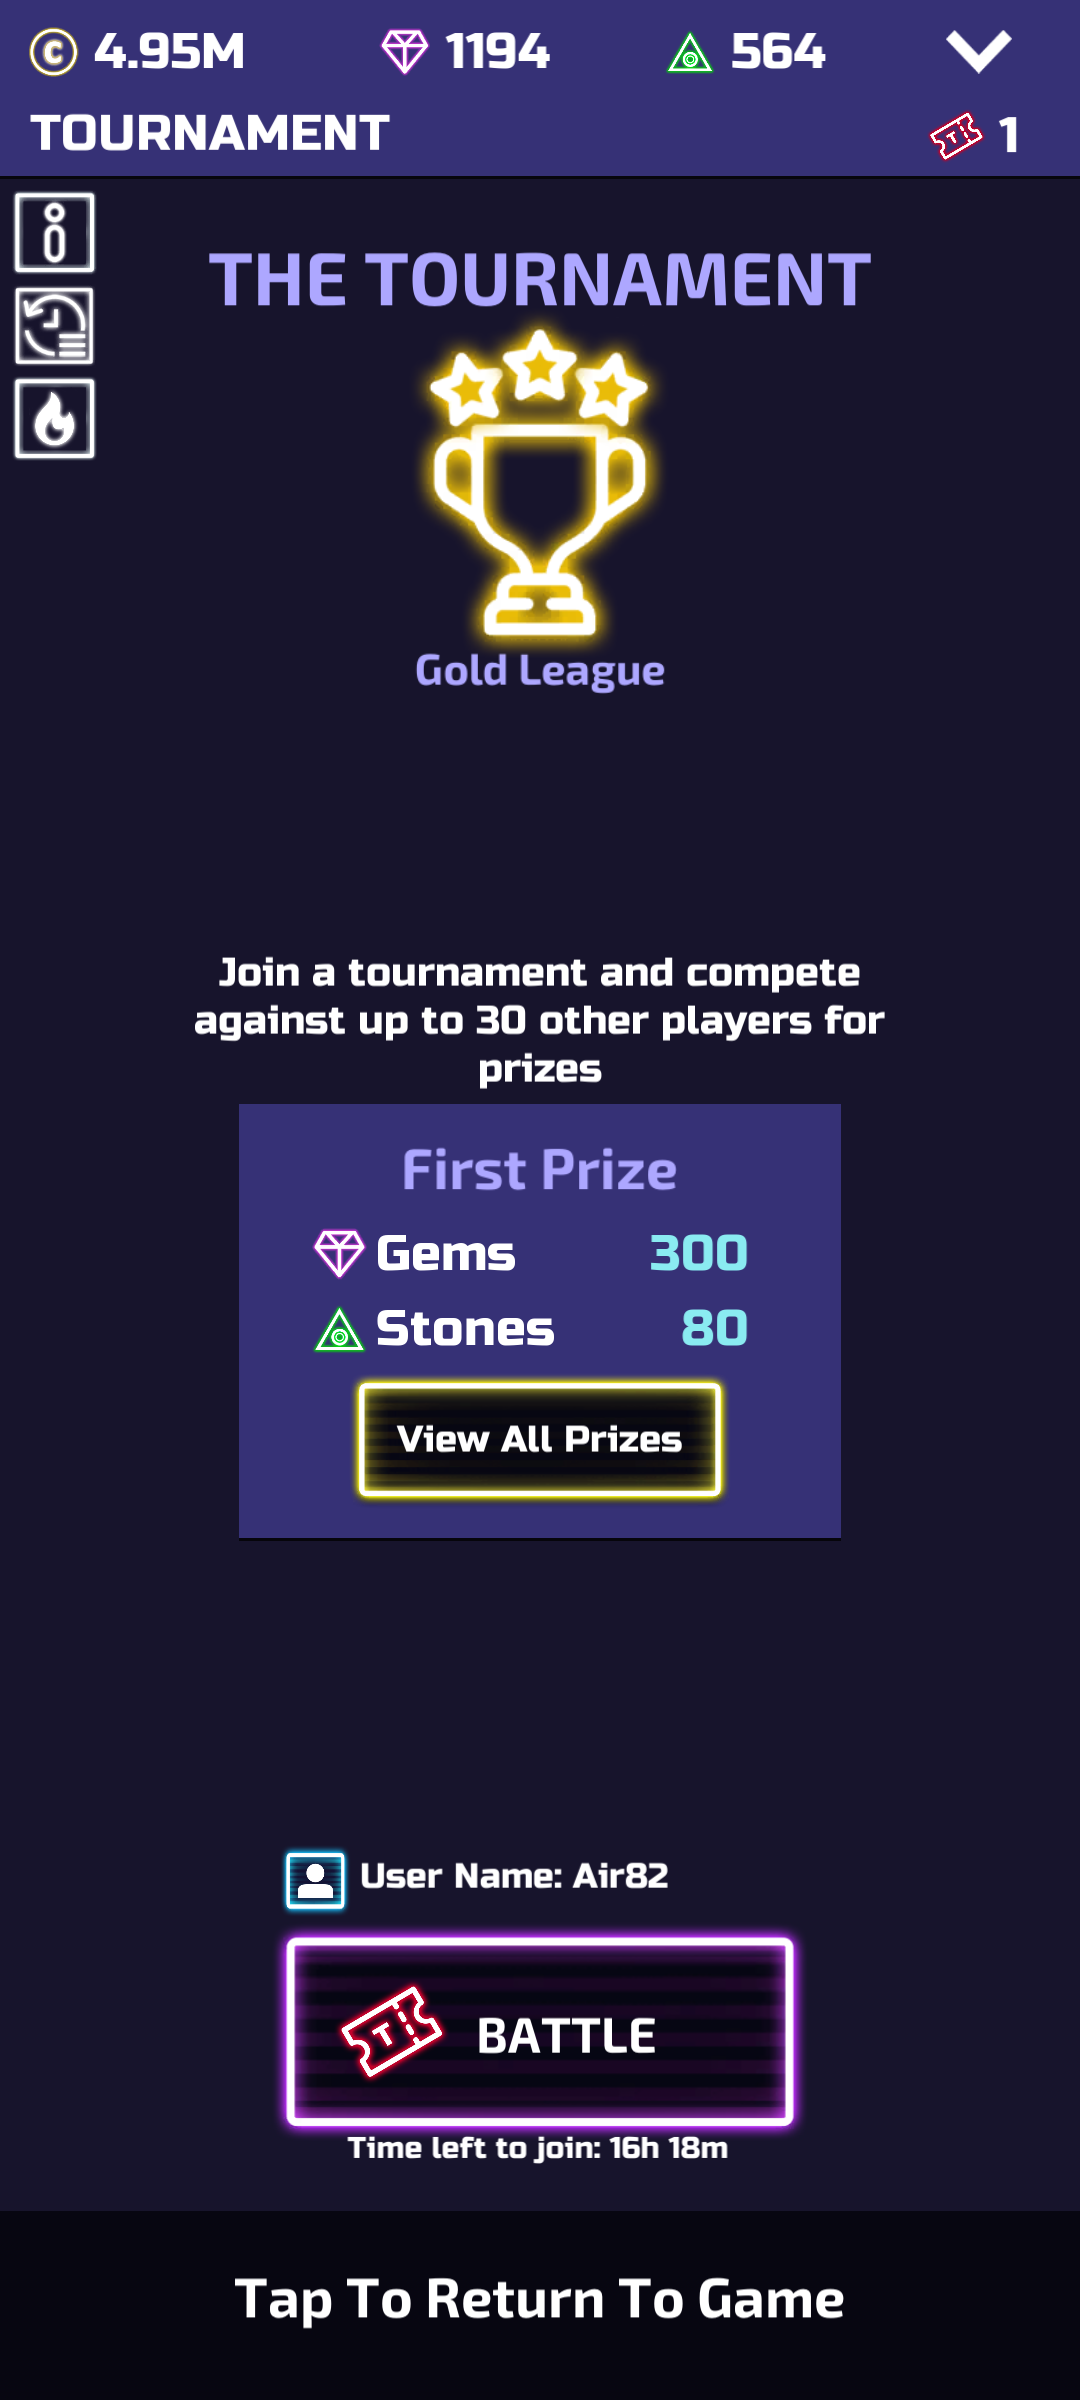 4.95M 1194 564
TOURNAMENT 1
THE TOURNAMENT
Gold League
Join a tournament and compete
against up to 30 other players for
prizes
First Prize
Gems 300
Stones 80
View All Prizes
User Name: Air82
T BATTLE
Time left to join: 16h 18m
Tap To Return To Game